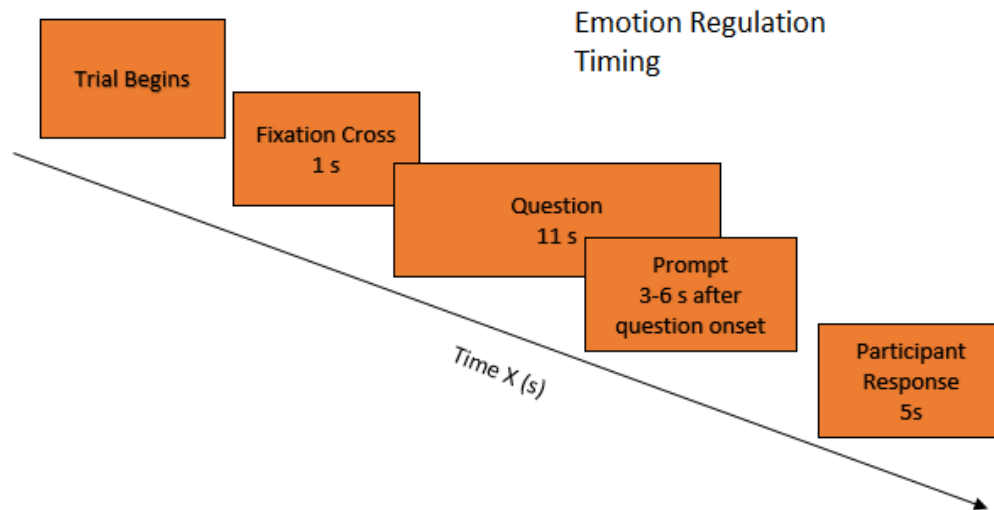 Emotion Regulation
Timing
Trial Begins
Fixation Cross
1 s
Question
11 s
Prompt
3-6 s after
question onset
Participant
Response
5s
Time X (s)